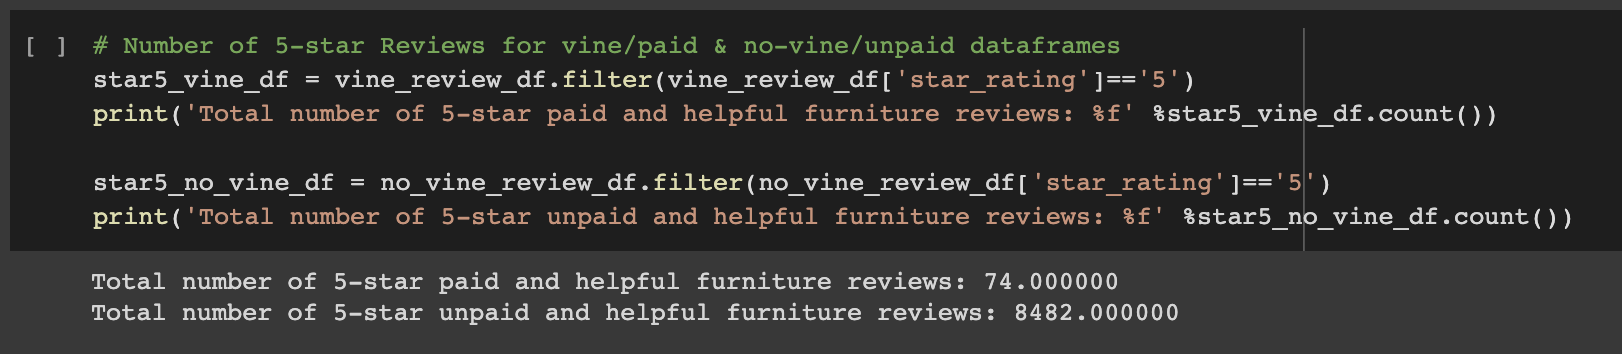 [ ] # Number of 5-star Reviews for vine/paid & no-vine/unpaid dataframes
star5_vine_df = vine_review_df.filter(vine_review_df['star_rating']=='5')
print('Total number of 5-star paid and helpful furniture reviews: %f' %star5_vine_df.count())
star5_no_vine_df = no_vine_review_df.filter(no_vine_review_df['star_rating']=='5')
print('Total number of 5-star unpaid and helpful furniture reviews: %f' %star5_no_vine_df.count())
Total number of 5-star paid and helpful furniture reviews: 74.000000
Total number of 5-star unpaid and helpful furniture reviews: 8482.000000